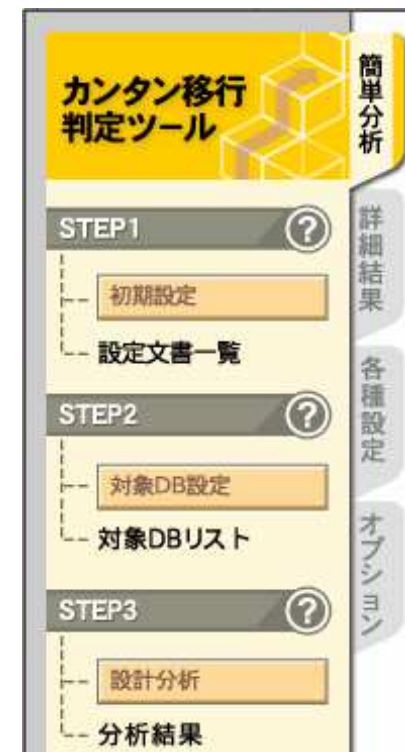 カンタン移行
判定ツール
STEP1
?
初期設定
設定文書一覧
STEP2
?
対象DB設定
対象DBリスト
STEP3
?
設計分析
分析結果
簡単分析
詳細結果
各種設定
オプション